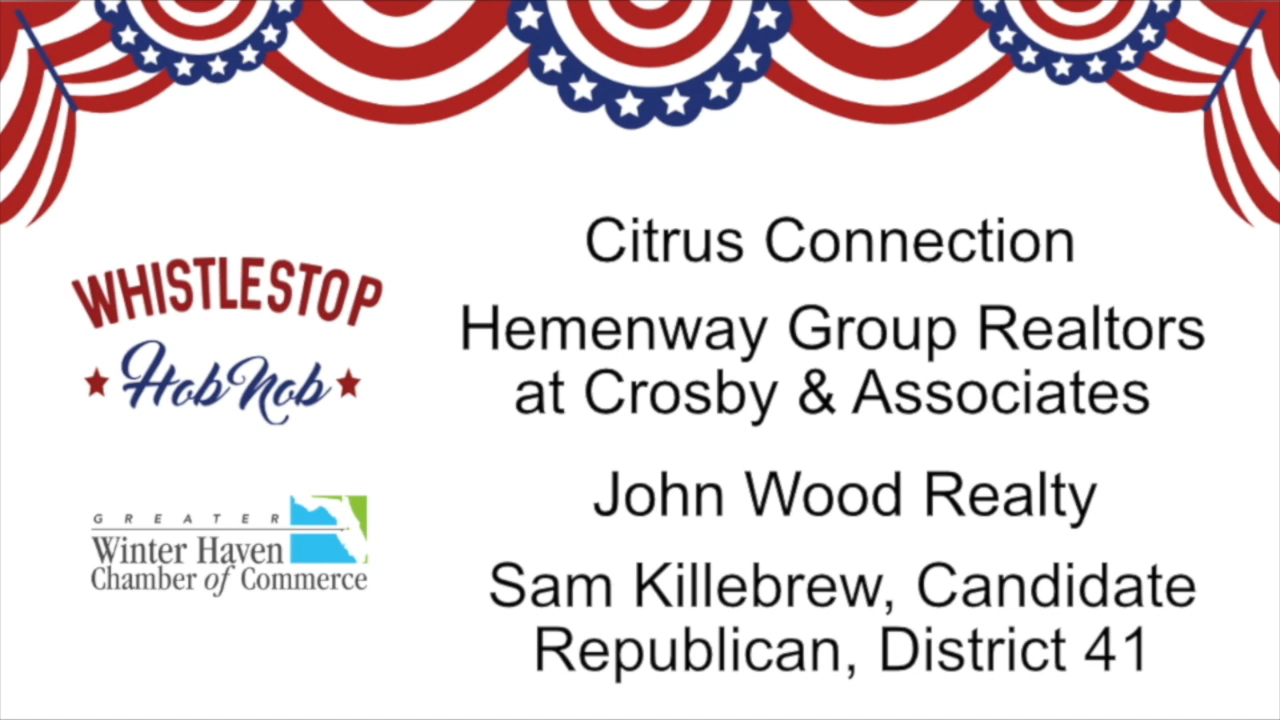 WHISTLESTOP
HobNob
GREATER
Winter Haven
Chamber of Commerce
Citrus Connection
Hemenway Group Realtors
at Crosby & Associates
John Wood Realty
Sam Killebrew, Candidate
Republican, District 41